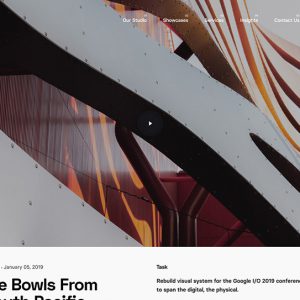 Our Studio Showcases Services Insights Contact Us
- January 05, 2019
Task
e Bowls From
uth Pacific
Rebuild visual system for the Google I/O 2019 conferenc
to span the digital, the physical.